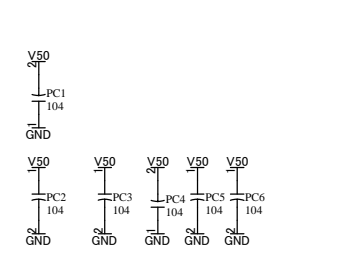 V50
2
PC1
104
1
GND
V50 V50 V50 V50 V50
1 1 2 1 1
PC2 PC3 PC4 PC5 PC6
104 104 104 104 104
2 2 1 2 2
GND GND GND GND GND